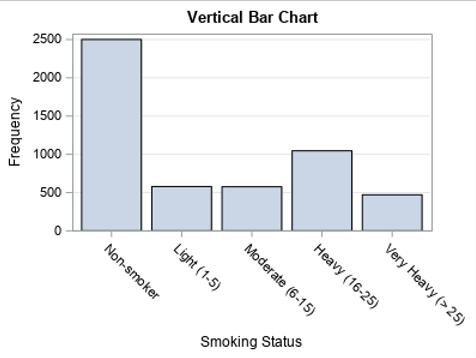 Vertical Bar Chart
Frequency
2500
2000
1500
1000
500
0
Non-smoker
Light (1-5)
Moderate (6-15)
Heavy (16-25)
Very Heavy (> 25)
Smoking Status